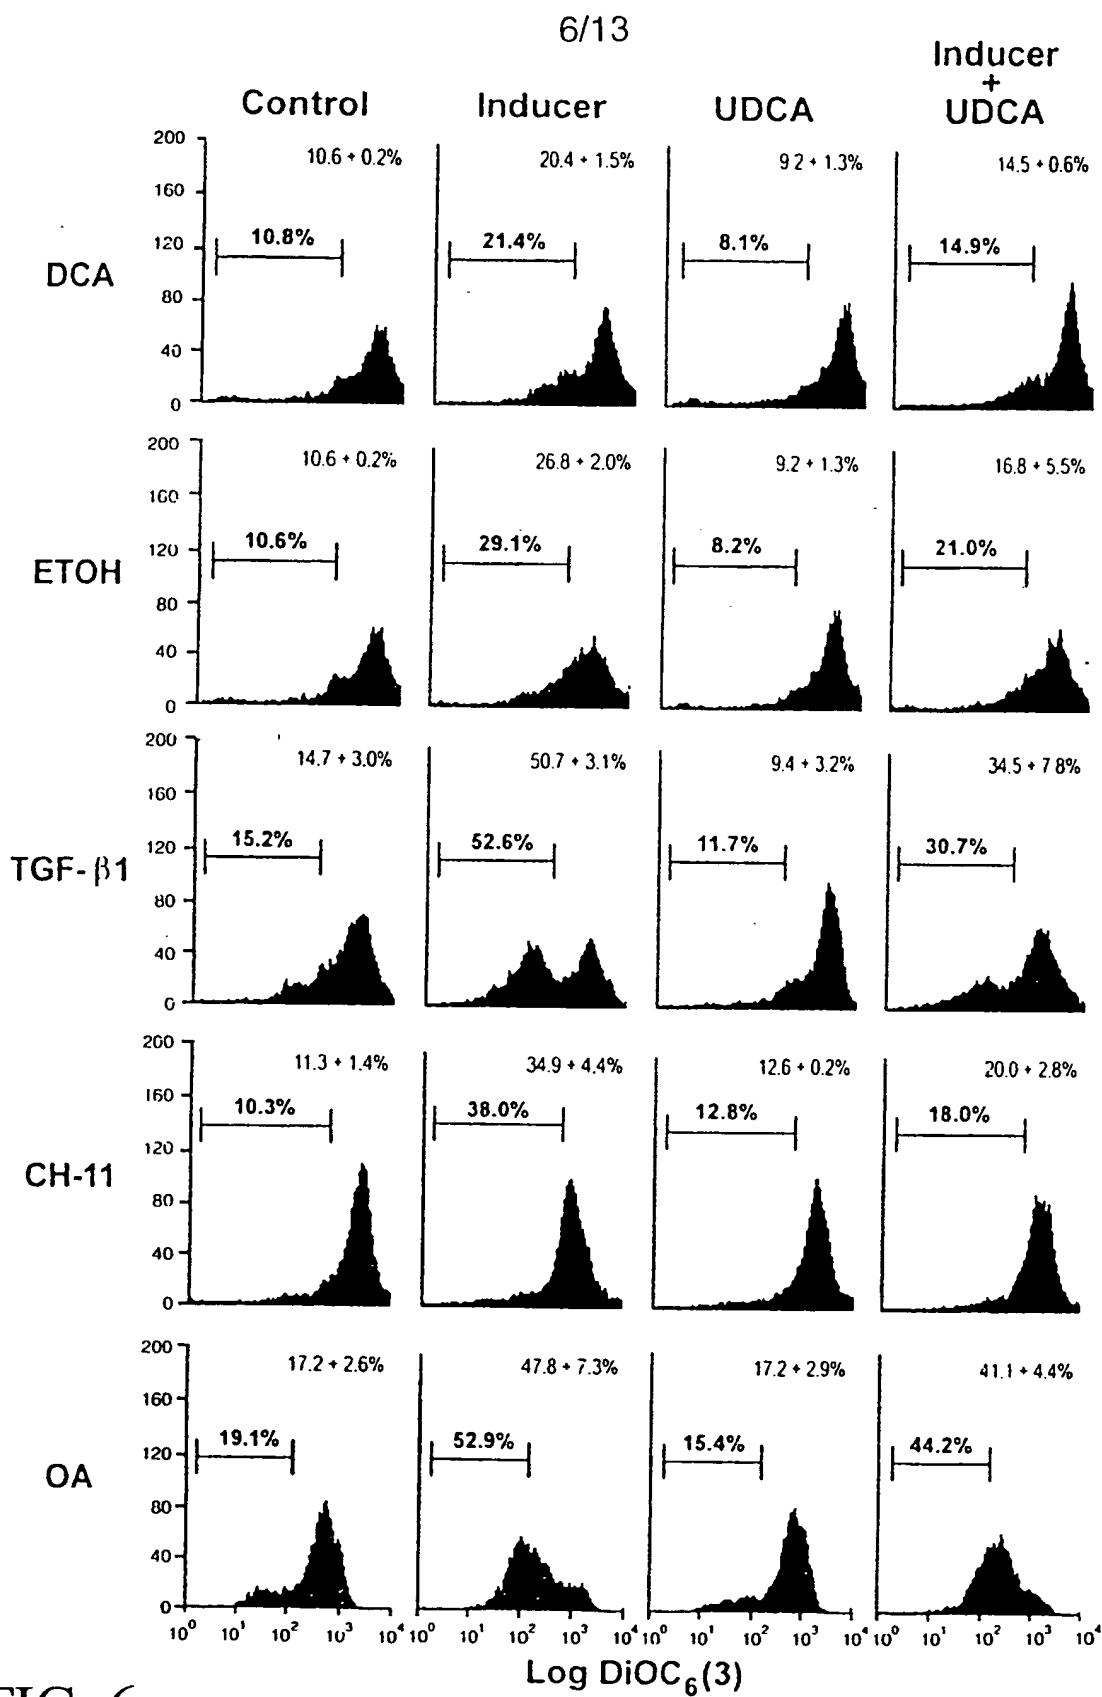 6/13
Inducer
+
Control Inducer UDCA UDCA
200
10.6 + 0.2% 20.4 + 1.5% 9.2 + 1.3% 14.5 + 0.6%
160
10.8% 21.4% 8.1% 14.9%
120
DCA
80
40
0
200
10.6 + 0.2% 26.8 + 2.0% 9.2 + 1.3% 16.8 + 5.5%
160
10.6% 29.1% 8.2% 21.0%
120
ETOH
80
40
0
200
14.7 + 3.0% 50.7 + 3.1% 9.4 + 3.2% 34.5 + 7.8%
160
15.2% 52.6% 11.7% 30.7%
120
TGF-β1
80
40
0
200
11.3 + 1.4% 34.9 + 4.4% 12.6 + 0.2% 20.0 + 2.8%
160
10.3% 38.0% 12.8% 18.0%
120
CH-11
80
40
0
200
17.2 + 2.6% 47.8 + 7.3% 17.2 + 2.9% 41.1 + 4.4%
160
19.1% 52.9% 15.4% 44.2%
120
OA
80
40
0
10⁰ 10¹ 10² 10³ 10⁴ 10⁰ 10¹ 10² 10³ 10⁴ 10⁰ 10¹ 10² 10³ 10⁴ 10⁰ 10¹ 10² 10³ 10⁴
Log DiOC₆(3)